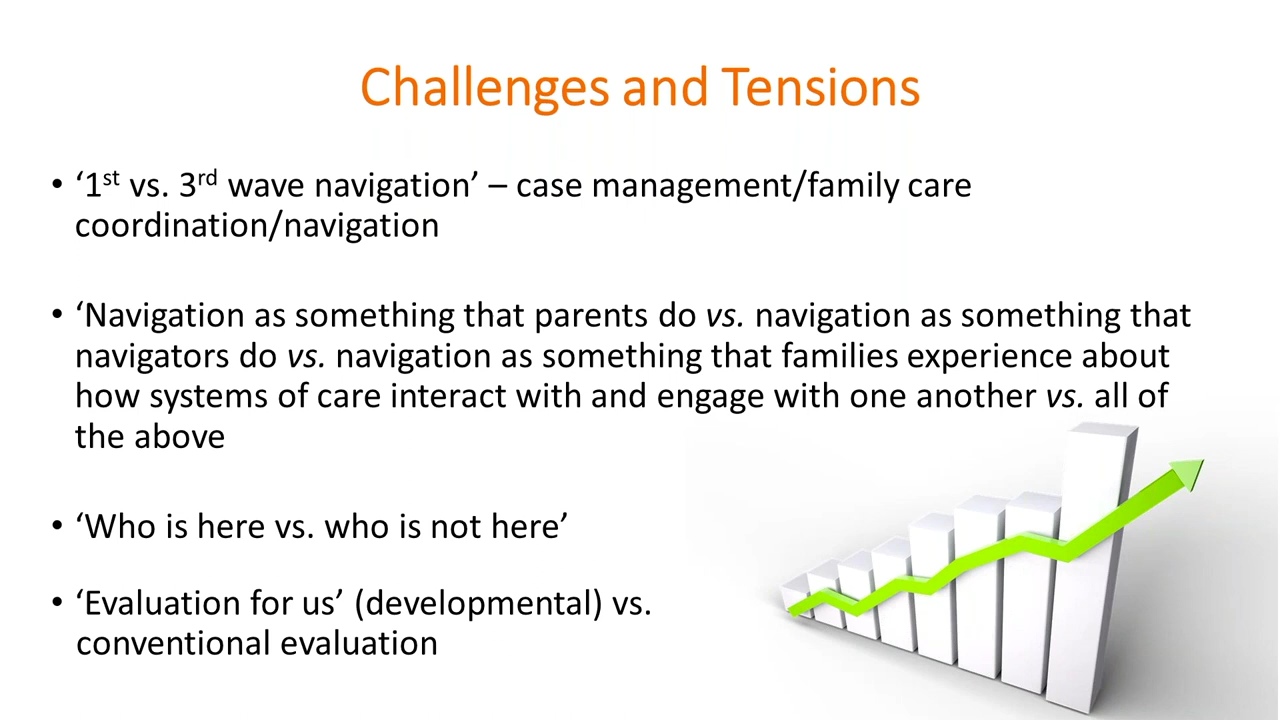 Challenges and Tensions
• ‘1st vs. 3rd wave navigation’ – case management/family care
coordination/navigation
• ‘Navigation as something that parents do vs. navigation as something that
navigators do vs. navigation as something that families experience about
how systems of care interact with and engage with one another vs. all of
the above
• ‘Who is here vs. who is not here’
• ‘Evaluation for us’ (developmental) vs.
conventional evaluation